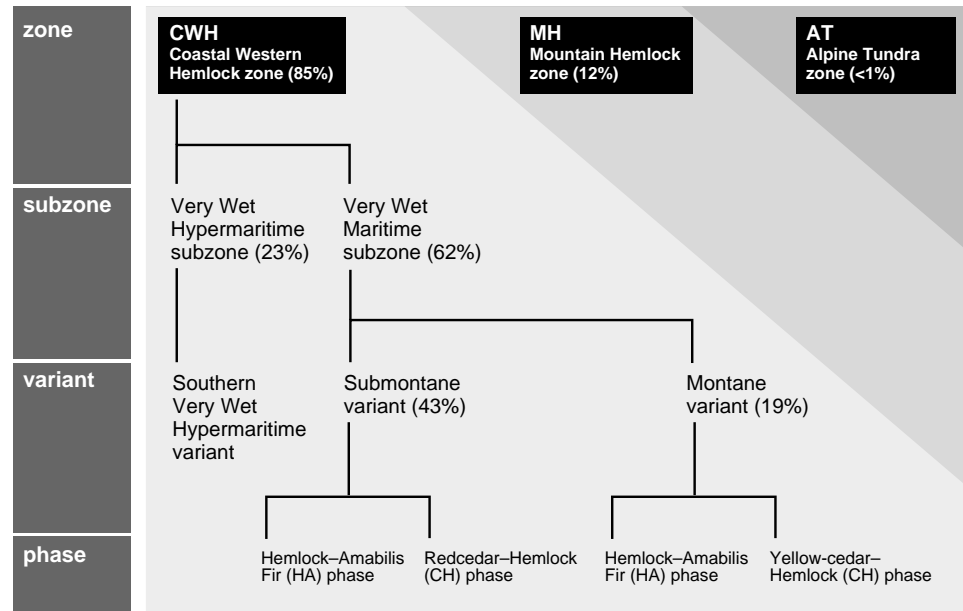 zone
CWH
Coastal Western
Hemlock zone (85%)
MH
Mountain Hemlock
zone (12%)
AT
Alpine Tundra
zone (<1%)
subzone
Very Wet
Hypermaritime
subzone (23%)
Very Wet
Maritime
subzone (62%)
variant
Southern
Very Wet
Hypermaritime
variant
Submontane
variant (43%)
Montane
variant (19%)
phase
Hemlock–Amabilis
Fir (HA) phase
Redcedar–Hemlock
(CH) phase
Hemlock–Amabilis
Fir (HA) phase
Yellow-cedar–
Hemlock (CH) phase